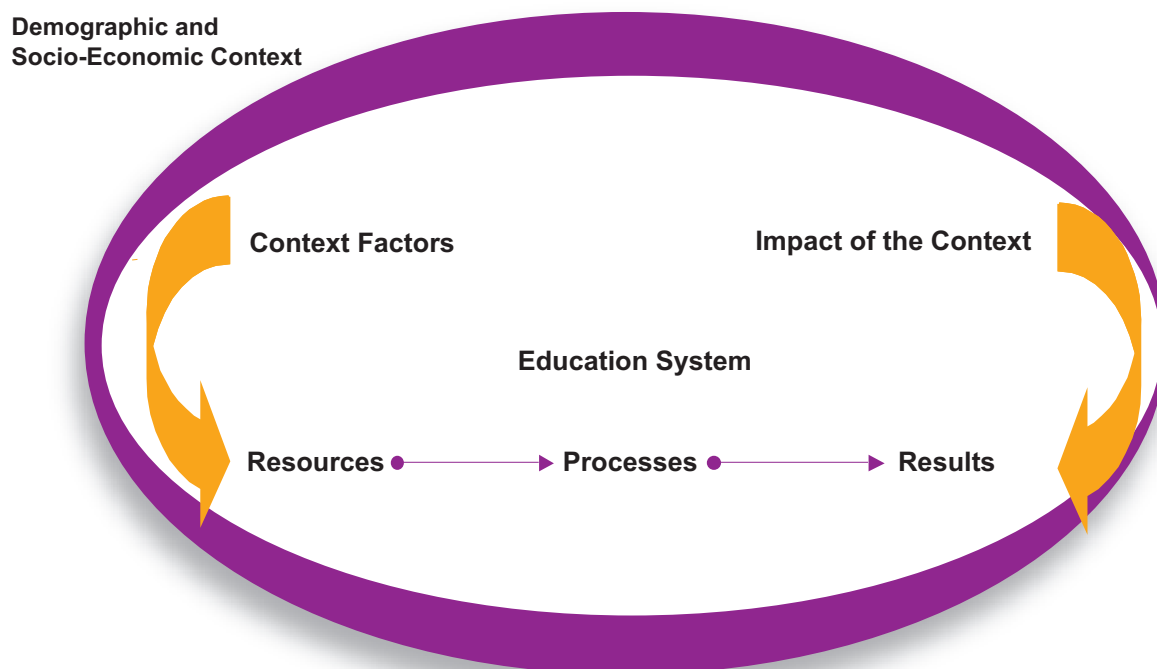 Demographic and
Socio-Economic Context
Context Factors
Impact of the Context
Education System
Resources
Processes
Results